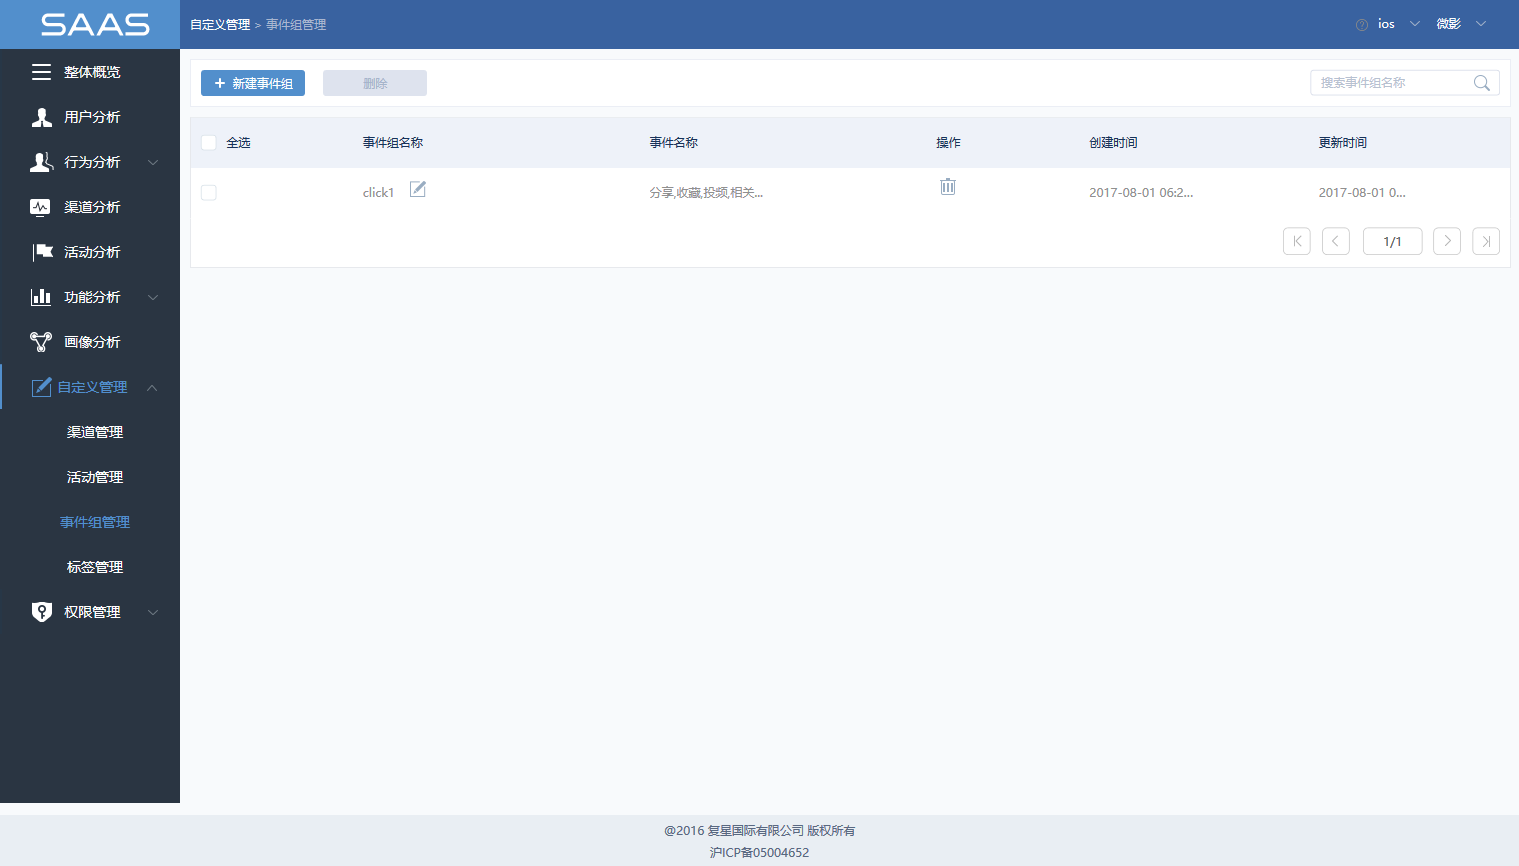 SAAS
自定义管理 > 事件组管理
ios
微影
整体概览
用户分析
行为分析
渠道分析
活动分析
功能分析
画像分析
自定义管理
渠道管理
活动管理
事件组管理
标签管理
权限管理
+ 新建事件组
删除
搜索事件组名称
全选 事件组名称 事件名称 操作 创建时间 更新时间
click1 分享,收藏,投频,相关... 2017-08-01 06:2... 2017-08-01 0...
1/1
@2016 复星国际有限公司 版权所有
沪ICP备05004652